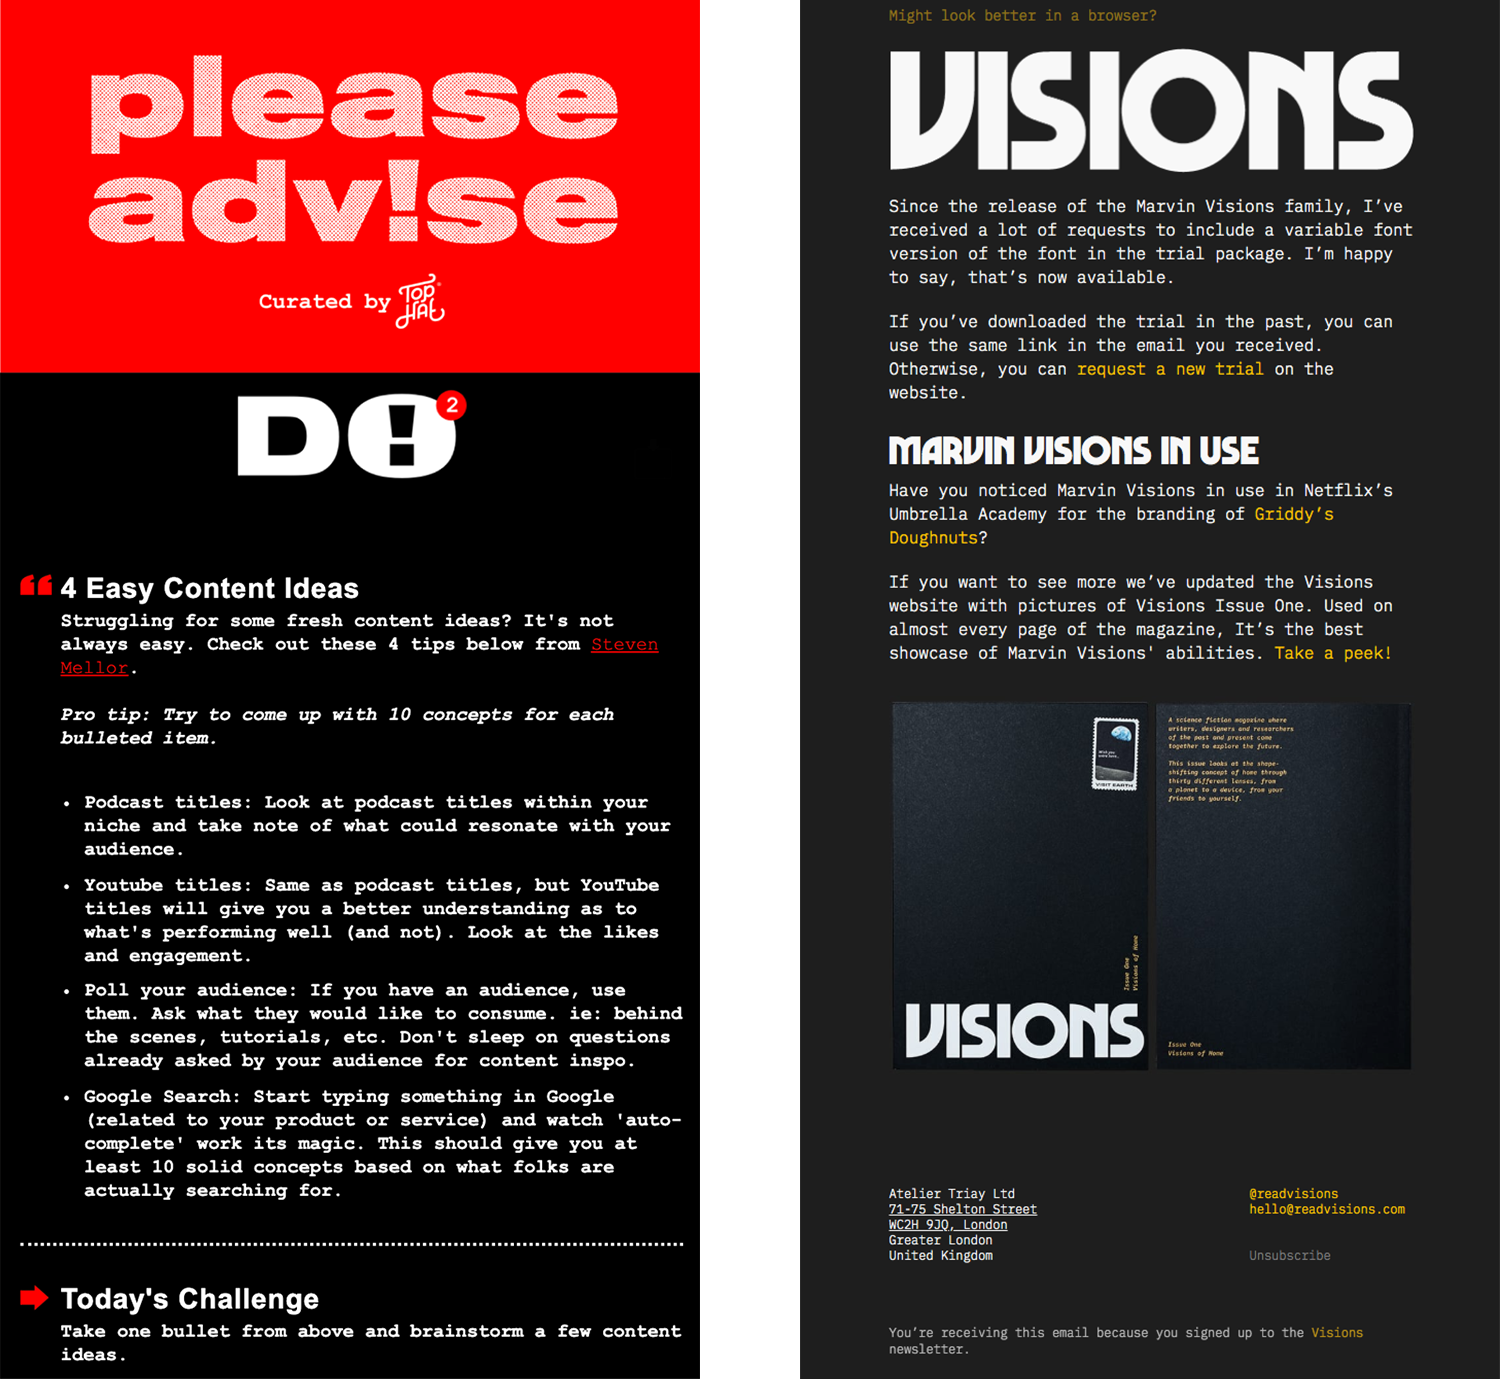 please
adv!se
Curated by TOP HAT
DO!
2
4 Easy Content Ideas
Struggling for some fresh content ideas? It's not
always easy. Check out these 4 tips below from Steven
Mellor.
Pro tip: Try to come up with 10 concepts for each
bulleted item.
• Podcast titles: Look at podcast titles within your
niche and take note of what could resonate with your
audience.
• Youtube titles: Same as podcast titles, but YouTube
titles will give you a better understanding as to
what's performing well (and not). Look at the likes
and engagement.
• Poll your audience: If you have an audience, use
them. Ask what they would like to consume. ie: behind
the scenes, tutorials, etc. Don't sleep on questions
already asked by your audience for content inspo.
• Google Search: Start typing something in Google
(related to your product or service) and watch 'auto-
complete' work its magic. This should give you at
least 10 solid concepts based on what folks are
actually searching for.
Today's Challenge
Take one bullet from above and brainstorm a few content
ideas.
Might look better in a browser?
VISIONS
Since the release of the Marvin Visions family, I've
received a lot of requests to include a variable font
version of the font in the trial package. I'm happy
to say, that's now available.
If you've downloaded the trial in the past, you can
use the same link in the email you received.
Otherwise, you can request a new trial on the
website.
MARVIN VISIONS IN USE
Have you noticed Marvin Visions in use in Netflix's
Umbrella Academy for the branding of Griddy's
Doughnuts?
If you want to see more we've updated the Visions
website with pictures of Visions Issue One. Used on
almost every page of the magazine, It's the best
showcase of Marvin Visions' abilities. Take a peek!
VISIT EARTH
Issue One
Visions of Home
VISIONS
A science fiction magazine where
writers, designers and researchers
of the past and present come
together to explore the future.
This issue looks at the shape-
shifting concept of home through
thirty different lenses, from
a planet to a device, from your
friends to yourself.
Issue One
Visions of Home
Atelier Triay Ltd
71-75 Shelton Street
WC2H 9JQ, London
Greater London
United Kingdom
@readvisions
hello@readvisions.com
Unsubscribe
You're receiving this email because you signed up to the Visions
newsletter.